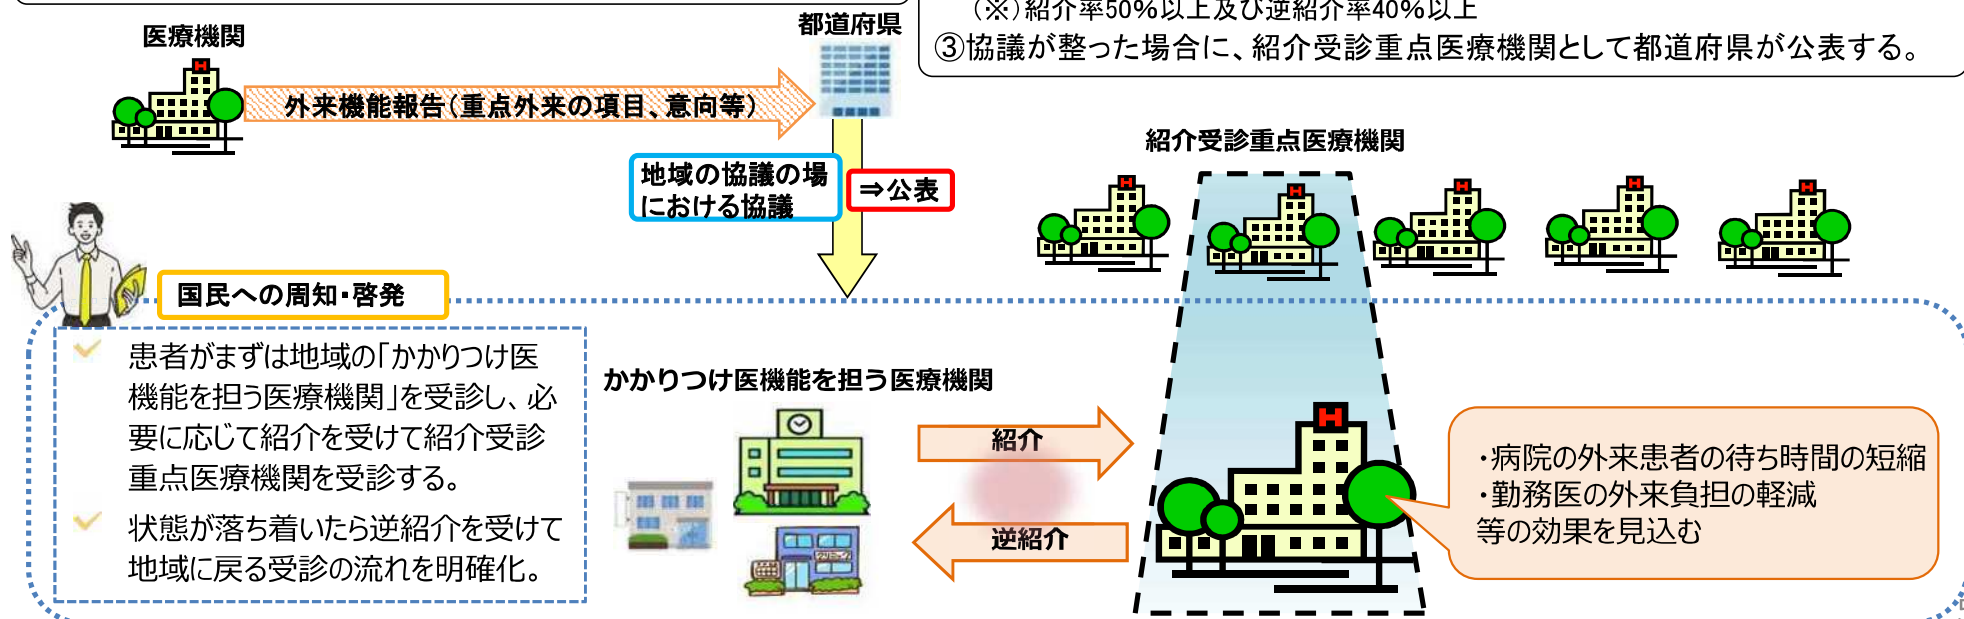 (※)紹介率50%以上及び逆紹介率40%以上
③協議が整った場合に、紹介受診重点医療機関として都道府県が公表する。
医療機関
都道府県
外来機能報告(重点外来の項目、意向等)
地域の協議の場
における協議
⇒公表
紹介受診重点医療機関
国民への周知・啓発
患者がまずは地域の「かかりつけ医
機能を担う医療機関」を受診し、必
要に応じて紹介を受けて紹介受診
重点医療機関を受診する。
状態が落ち着いたら逆紹介を受けて
地域に戻る受診の流れを明確化。
かかりつけ医機能を担う医療機関
クリニック
紹介
逆紹介
・病院の外来患者の待ち時間の短縮
・勤務医の外来負担の軽減
等の効果を見込む